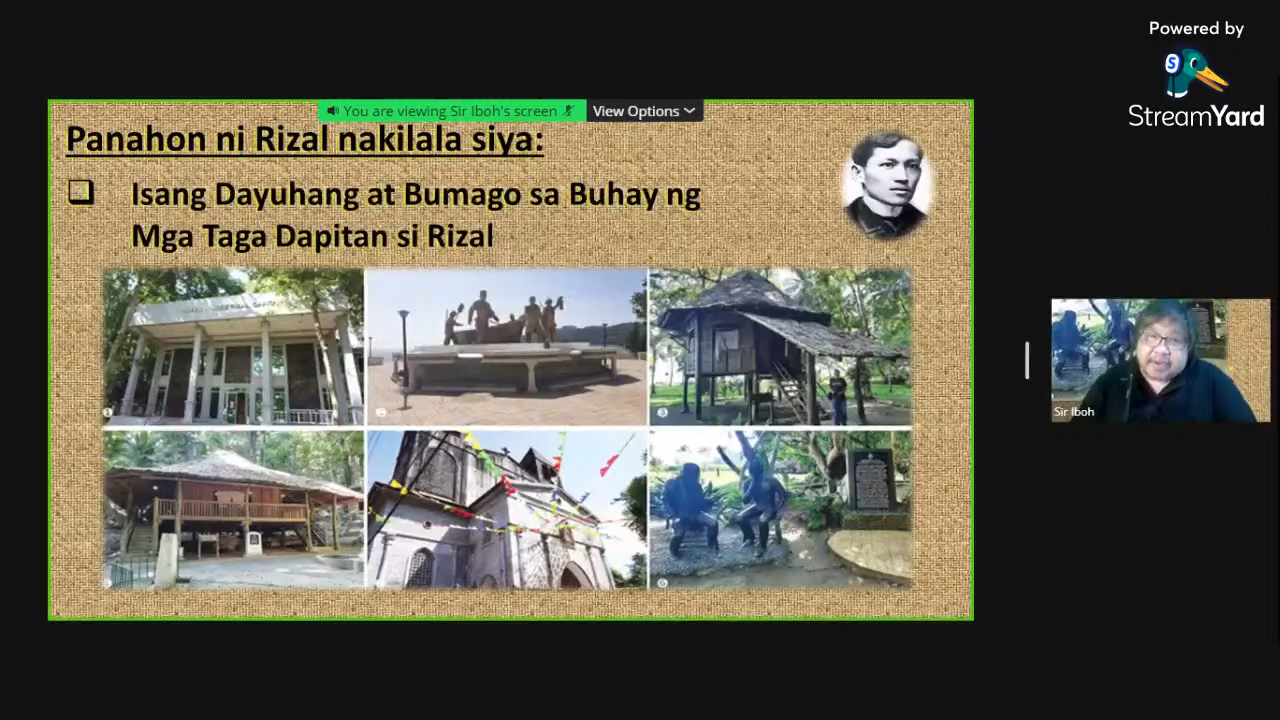 Powered by
StreamYard
You are viewing Sir Iboh's screen
View Options
Panahon ni Rizal nakilala siya:
Isang Dayuhang at Bumago sa Buhay ng
Mga Taga Dapitan si Rizal
Sir Iboh